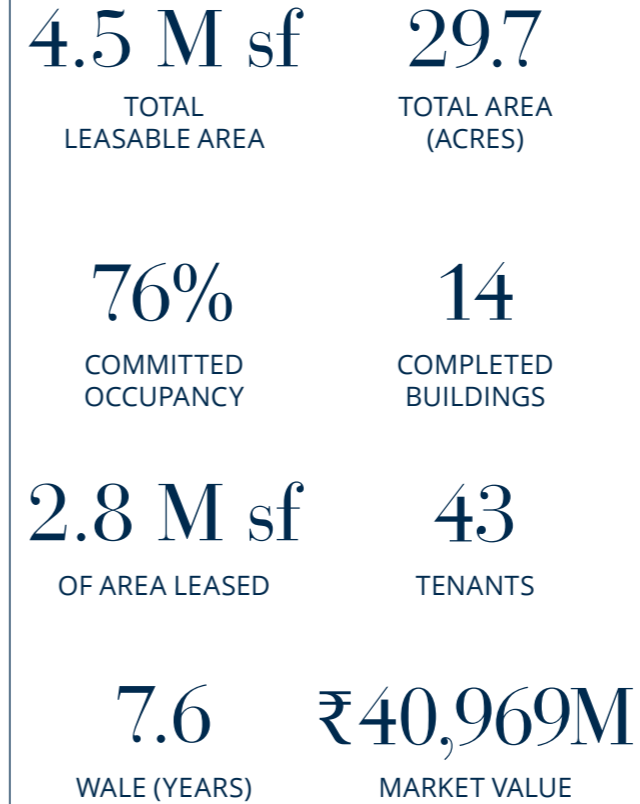 4.5 M sf
TOTAL
LEASABLE AREA
29.7
TOTAL AREA
(ACRES)
76%
COMMITTED
OCCUPANCY
14
COMPLETED
BUILDINGS
2.8 M sf
OF AREA LEASED
43
TENANTS
7.6
WALE (YEARS)
₹40,969M
MARKET VALUE